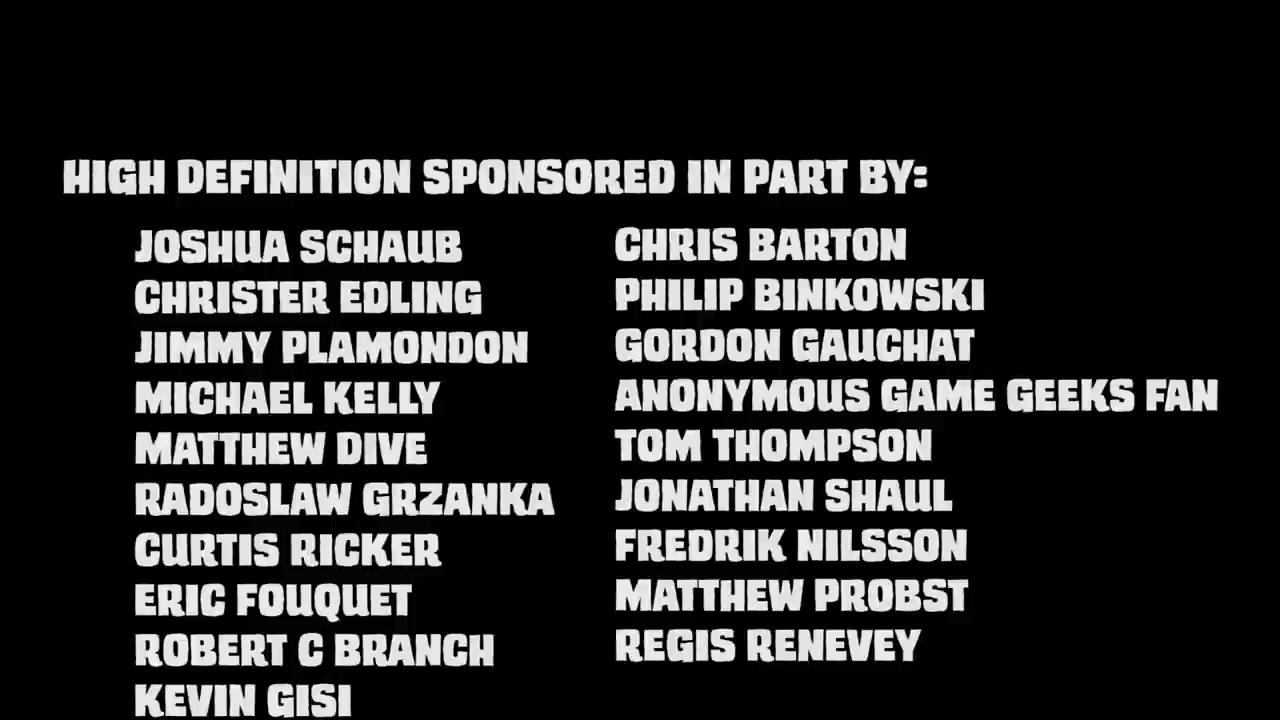 HIGH DEFINITION SPONSORED IN PART BY:
JOSHUA SCHAUB
CHRISTER EDLING
JIMMY PLAMONDON
MICHAEL KELLY
MATTHEW DIVE
RADOSLAW GRZANKA
CURTIS RICKER
ERIC FOUQUET
ROBERT C BRANCH
KEVIN GISI
CHRIS BARTON
PHILIP BINKOWSKI
GORDON GAUCHAT
ANONYMOUS GAME GEEKS FAN
TOM THOMPSON
JONATHAN SHAUL
FREDRIK NILSSON
MATTHEW PROBST
REGIS RENEVEY